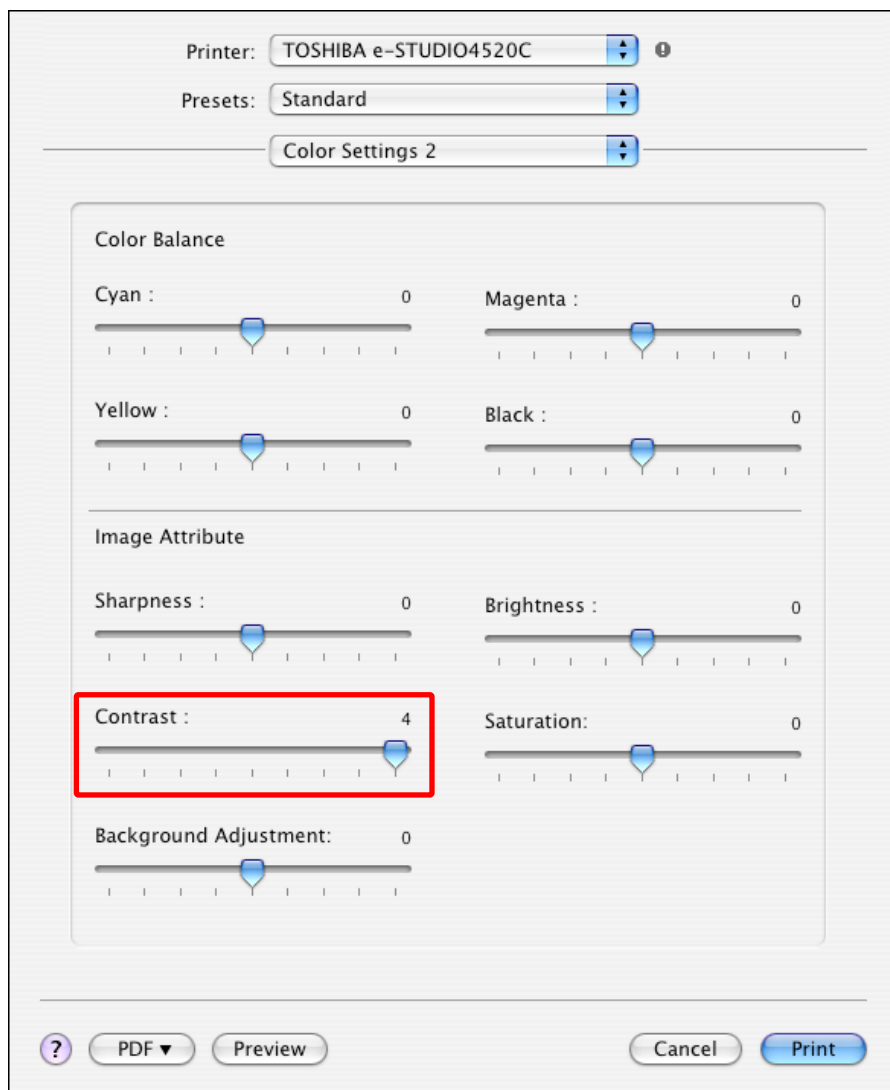 Printer: TOSHIBA e-STUDIO4520C
Presets: Standard
Color Settings 2
Color Balance
Cyan : 0
Magenta : 0
Yellow : 0
Black : 0
Image Attribute
Sharpness : 0
Brightness : 0
Contrast : 4
Saturation: 0
Background Adjustment: 0
? PDF ▼ Preview Cancel Print